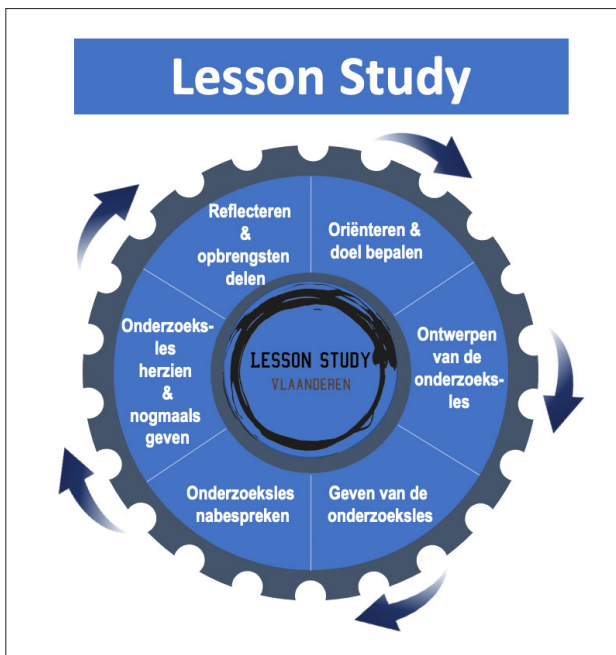 Lesson Study
Oriënteren &
doel bepalen
Ontwerpen
van de
onderzoeks-
les
Geven van de
onderzoeksles
Onderzoeksles
nabespreken
Onderzoeks-
les
herzien
&
nogmaals
geven
Reflecteren
&
opbrengsten
delen
LESSON STUDY
VLAANDEREN